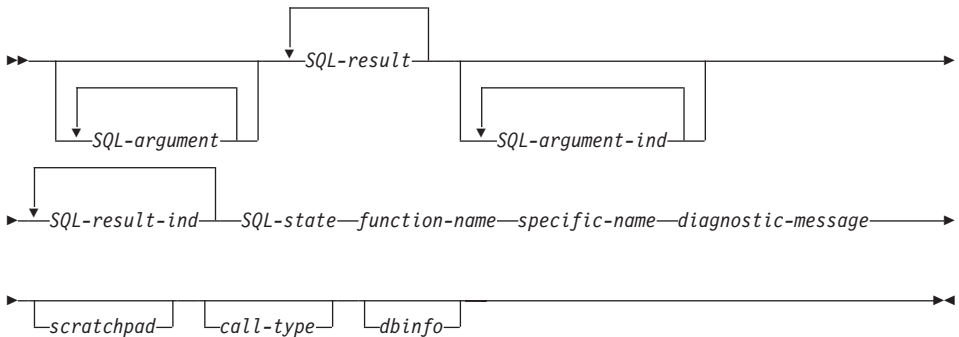 SQL-result
SQL-argument
SQL-argument-ind
SQL-result-ind SQL-state function-name specific-name diagnostic-message
scratchpad call-type dbinfo